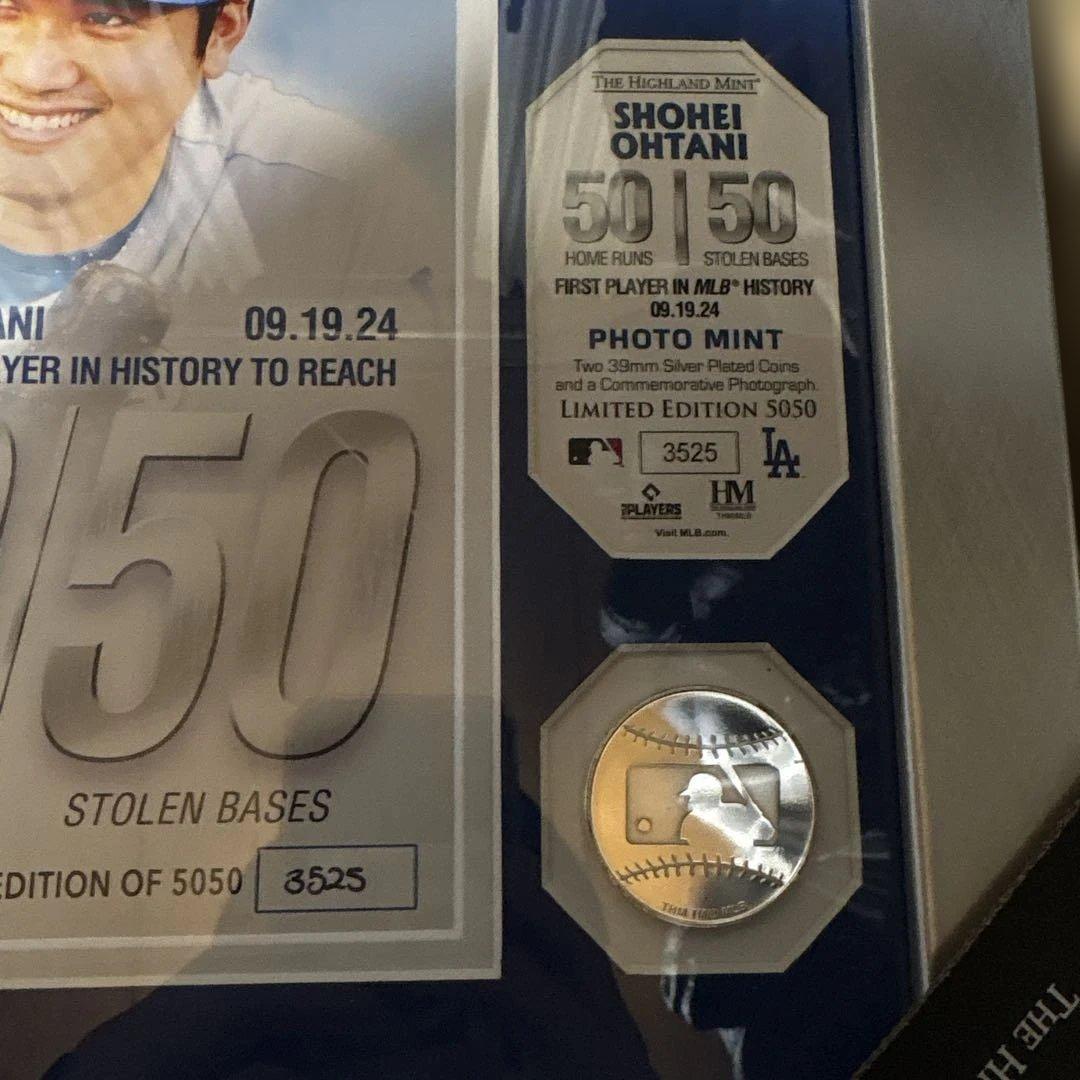 ANI 09.19.24
YER IN HISTORY TO REACH
50
STOLEN BASES
EDITION OF 5050 3525
THE HIGHLAND MINT®
SHOHEI
OHTANI
50 | 50
HOME RUNS STOLEN BASES
FIRST PLAYER IN MLB® HISTORY
09.19.24
PHOTO MINT
Two 39mm Silver Plated Coins
and a Commemorative Photograph.
LIMITED EDITION 5050
3525 LA
PLAYERS HM
Visit MLB.com.
THE HI